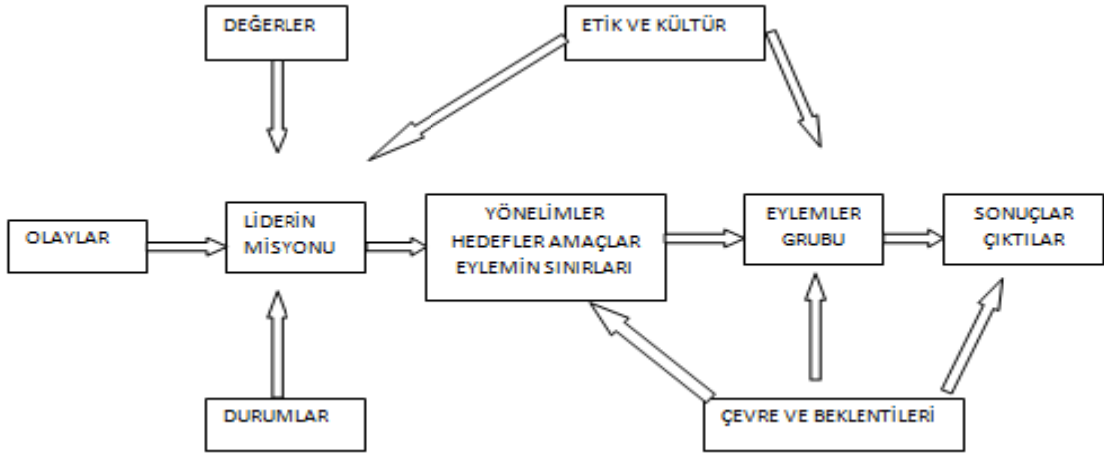 DEĞERLER
ETİK VE KÜLTÜR
OLAYLAR
LİDERİN
MİSYONU
YÖNELİMLER
HEDEFLER AMAÇLAR
EYLEMİN SINIRLARI
EYLEMLER
GRUBU
SONUÇLAR
ÇIKTILAR
DURUMLAR
ÇEVRE VE BEKLENTİLERİ